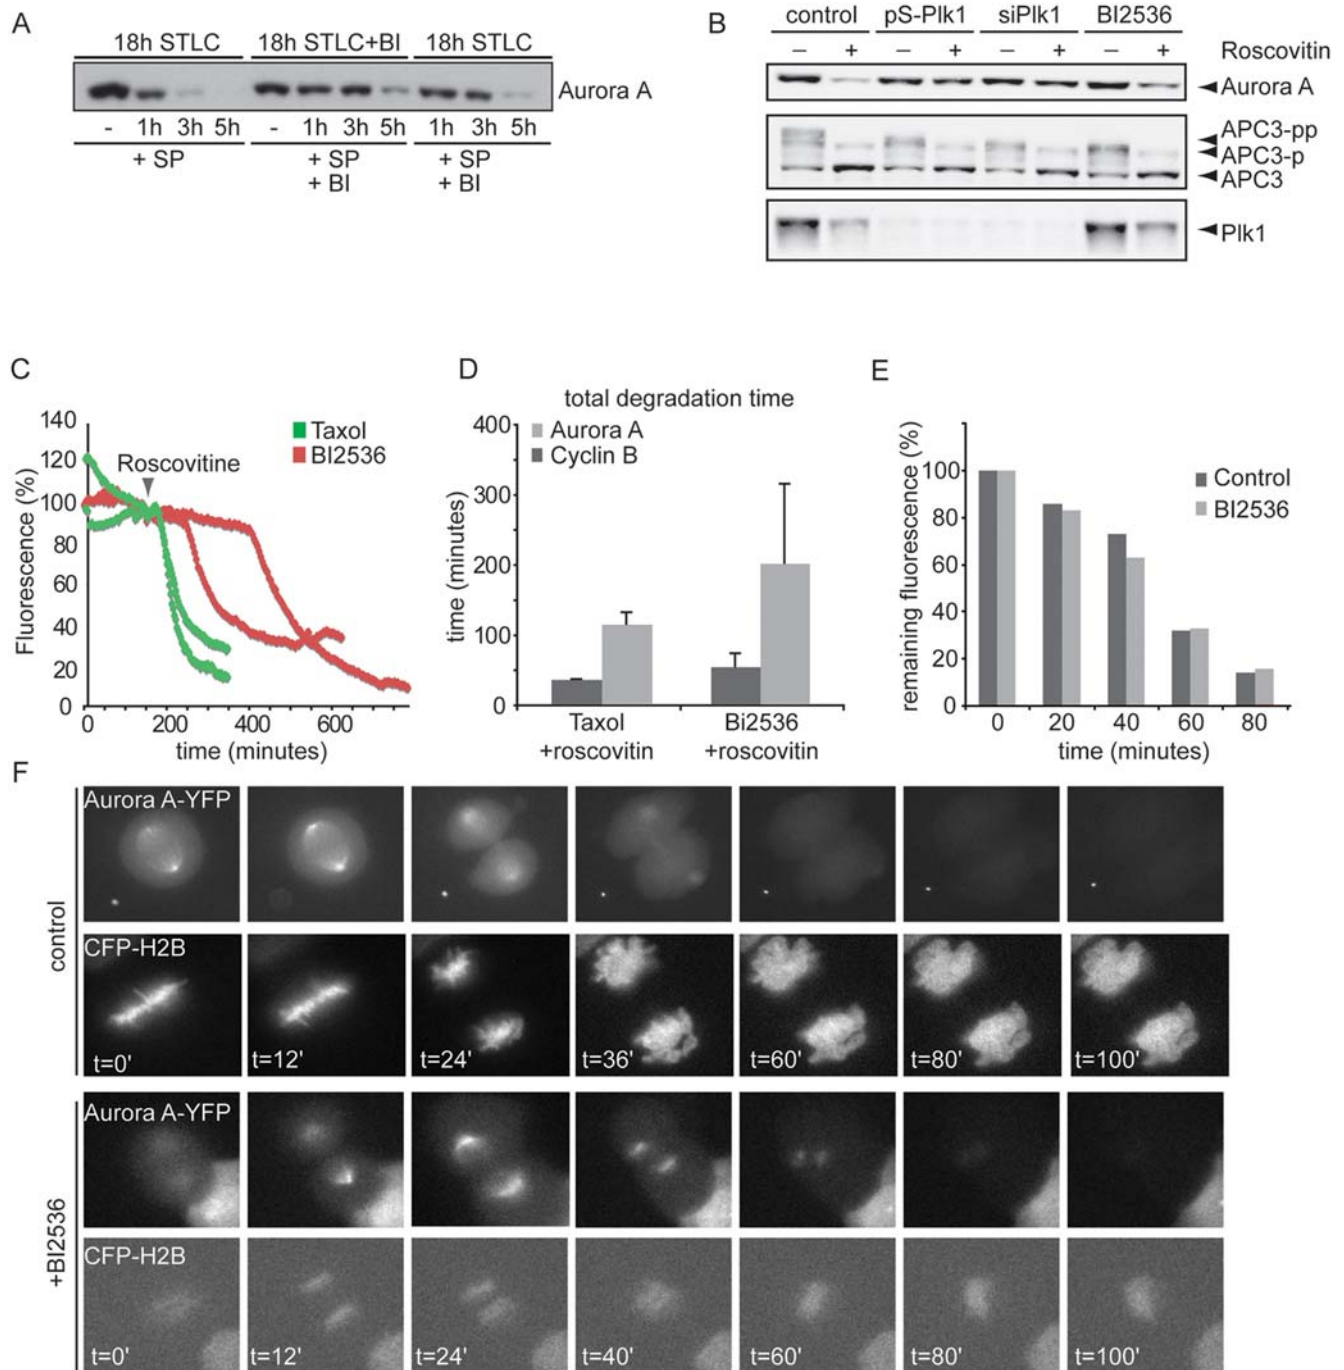 A
18h STLC 18h STLC+BI 18h STLC
Aurora A
- 1h 3h 5h - 1h 3h 5h 1h 3h 5h
+ SP + SP + SP
+ BI + BI
B
control pS-Plk1 siPlk1 BI2536
– + – + – + – + Roscovitin
Aurora A
APC3-pp
APC3-p
APC3
Plk1
C
140
120
100
80
60
40
20
0
Fluorescence (%)
Taxol
BI2536
Roscovitine
0 200 400 600
time (minutes)
D
total degradation time
400
300
200
100
0
time (minutes)
Aurora A
Cyclin B
Taxol Bi2536
+roscovitin +roscovitin
E
100
80
60
40
20
0
remaining fluorescence (%)
Control
BI2536
0 20 40 60 80
time (minutes)
F
control
Aurora A-YFP
CFP-H2B
t=0' t=12' t=24' t=36' t=60' t=80' t=100'
+BI2536
Aurora A-YFP
CFP-H2B
t=0' t=12' t=24' t=40' t=60' t=80' t=100'